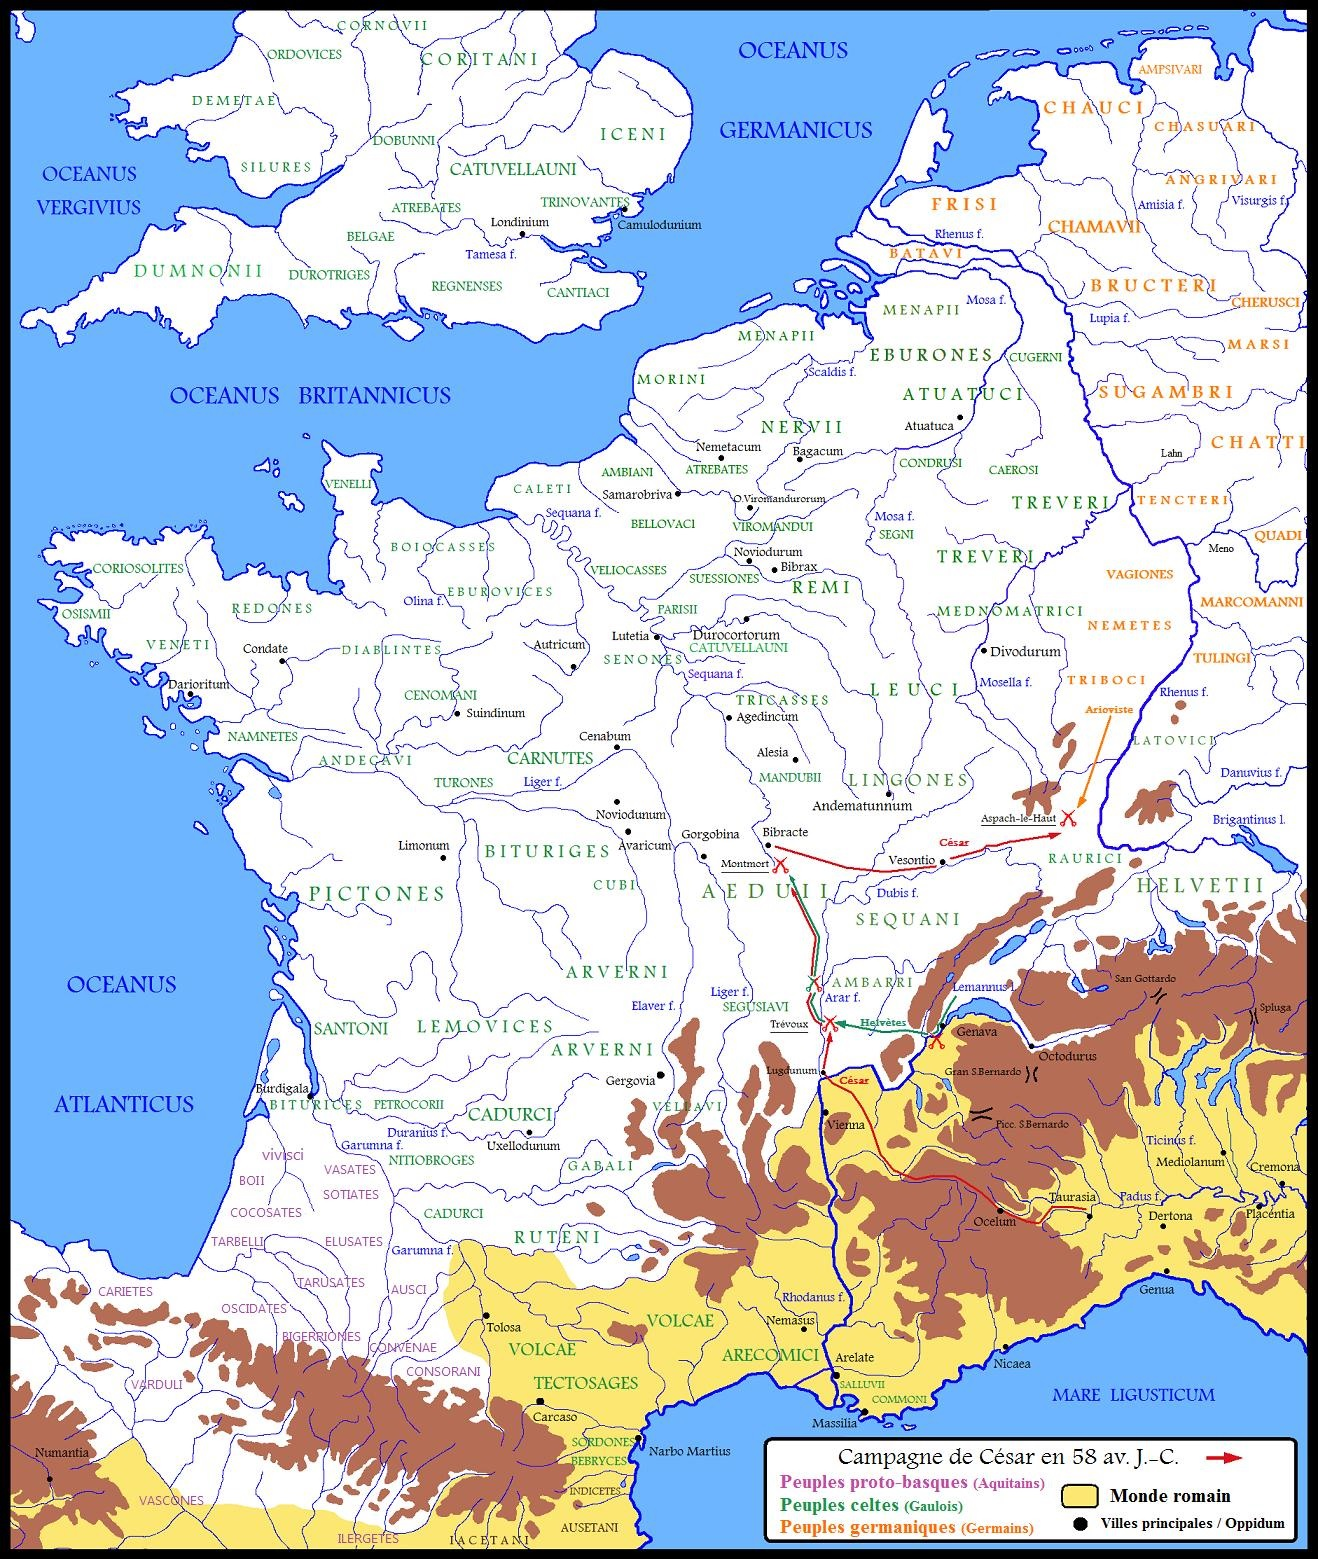 CORNOVII
ORDOVICES
CORITANI
OCEANUS
GERMANICUS
AMPSIVARI
DEMETAE
CHAUCI
CHASUARI
ICENI
DOBUNNI
SILURES
CATUVELLAUNI
OCEANUS
VERGIVIUS
ANGRIVARI
ATREBATES
TRINOVANTES
FRISI
Amisia f.
Visurgis f.
Londinium
Camulodunium
CHAMAVII
BELGAE
Rhenus f.
Tamesa f.
BATAVI
DUMNONII
DUROTRIGES
REGNENSES
CANTIACI
BRUCTERI
MENAPII
Mosa f.
CHERUSCI
Lupia f.
MENAPII
MARSI
EBURONES
CUGERNI
Scaldis f.
MORINI
OCEANUS BRITANNICUS
ATUATUCI
SUGAMBRI
NERVII
Atuatuca
CHATTI
Nemetacum
Bagacum
Lahn
AMBIANI
ATREBATES
CONDRUSI
CAEROSI
VENELLI
CALETI
Samarobriva
O.Viromandurorum
TREVERI
TENCTERI
Sequana f.
BELLOVACI
VIROMANDUI
Mosa f.
SEGNI
QUADI
BOIOCASSES
Noviodurum
TREVERI
Meno
CORIOSOLITES
VELIOCASSES
SUESSIONES
Bibrax
REMI
VAGIONES
EBUROVICES
Olina f.
MARCOMANNI
OSISMII
REDONES
PARISII
MEDNOMATRICI
NEMETES
VENETI
Condate
DIABLINTES
Autricum
Lutetia
Durocortorum
CATUVELLAUNI
SENONES
Divodurum
TULINGI
Darioritum
Sequana f.
Mosella f.
TRIBOCI
CENOMANI
LEUCI
Rhenus f.
Suindinum
TRICASSES
Agedincum
Arioviste
NAMNETES
Cenabum
LATOVICI
ANDECAVI
CARNUTES
Alesia
MANDUBII
TURONES
Liger f.
LINGONES
Danuvius f.
Andematunnum
Noviodunum
Aspach-le-Haut
Brigantinus l.
Limonum
Avaricum
Gorgobina
Bibracte
César
BITURIGES
Montmort
Vesontio
RAURICI
CUBI
PICTONES
AEDUII
Dubis f.
HELVETII
SEQUANI
ARVERNI
OCEANUS
AMBARRI
Lemannus l.
San Gottardo
Elaver f.
Liger f.
Arar f.
SEGUSIAVI
Spluga
SANTONI
LEMOVICES
Trévoux
Helvètes
Genava
ARVERNI
Octodurus
Gergovia
Lugdunum
César
Gran S.Bernardo
Burdigala
ATLANTICUS
BITURICES
PETROCORII
CADURCI
VELLAVI
Vienna
Picc. S.Bernardo
Duranius f.
Garumna f.
Uxellodunum
Ticinus f.
Mediolanum
vivisci
VASATES
NITIOBROGES
GABALI
Cremona
BOII
SOTIATES
Taurasia
Padus f.
COCOSATES
CADURCI
Ocelum
Dertona
Placentia
TARBELLI
ELUSATES
Garumna f.
RUTENI
TARUSATES
AUSCI
CARIETES
Rhodanus f.
Genua
OSCIDATES
VOLCAE
Nemasus
BIGERRIONES
Tolosa
CONVENAE
VOLCAE
ARECOMICI
Arelate
Nicaea
CONSORANI
VARDULI
TECTOSAGES
SALLUVII
COMMONI
MARE LIGUSTICUM
Carcaso
Massilia
SORDONES
Narbo Martius
Numantia
BEBRYCES
INDICETES
VASCONES
AUSETANI
ILERGETES
IACETANI
Campagne de César en 58 av. J.-C.
Peuples proto-basques (Aquitains)
Peuples celtes (Gaulois)
Peuples germaniques (Germains)
Monde romain
Villes principales / Oppidum